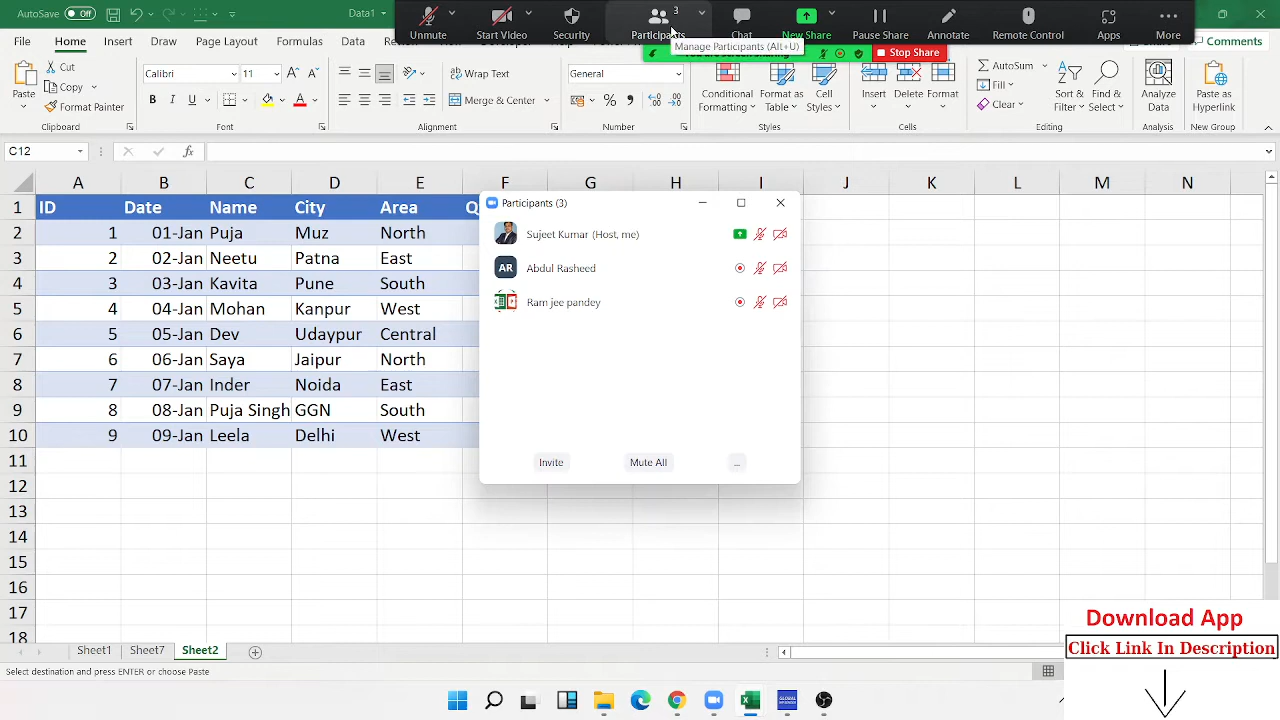 AutoSave Off Data1
Unmute Start Video Security Participants 3 Chat New Share Pause Share Annotate Remote Control Apps More
Manage Participants (Alt+U)
Stop Share
File Home Insert Draw Page Layout Formulas Data Comments
Cut
Copy
Format Painter
Paste
Clipboard
Calibri 11
B I U
Font
Wrap Text
Merge & Center
Alignment
General
Number
Conditional Formatting
Format as Table
Cell Styles
Styles
Insert Delete Format
Cells
AutoSum
Fill
Clear
Sort & Filter
Find & Select
Editing
Analyze Data
Analysis
Paste as Hyperlink
New Group
C12 fx
A B C D E F G H I J K L M N
1 ID Date Name City Area Q
2 1 01-Jan Puja Muz North
3 2 02-Jan Neetu Patna East
4 3 03-Jan Kavita Pune South
5 4 04-Jan Mohan Kanpur West
6 5 05-Jan Dev Udaypur Central
7 6 06-Jan Saya Jaipur North
8 7 07-Jan Inder Noida East
9 8 08-Jan Puja Singh GGN South
10 9 09-Jan Leela Delhi West
11
12
13
14
15
16
17
18
Participants (3)
Sujeet Kumar (Host, me)
AR Abdul Rasheed
Ram jee pandey
Invite Mute All ...
Sheet1 Sheet7 Sheet2
Select destination and press ENTER or choose Paste
Download App
Click Link In Description